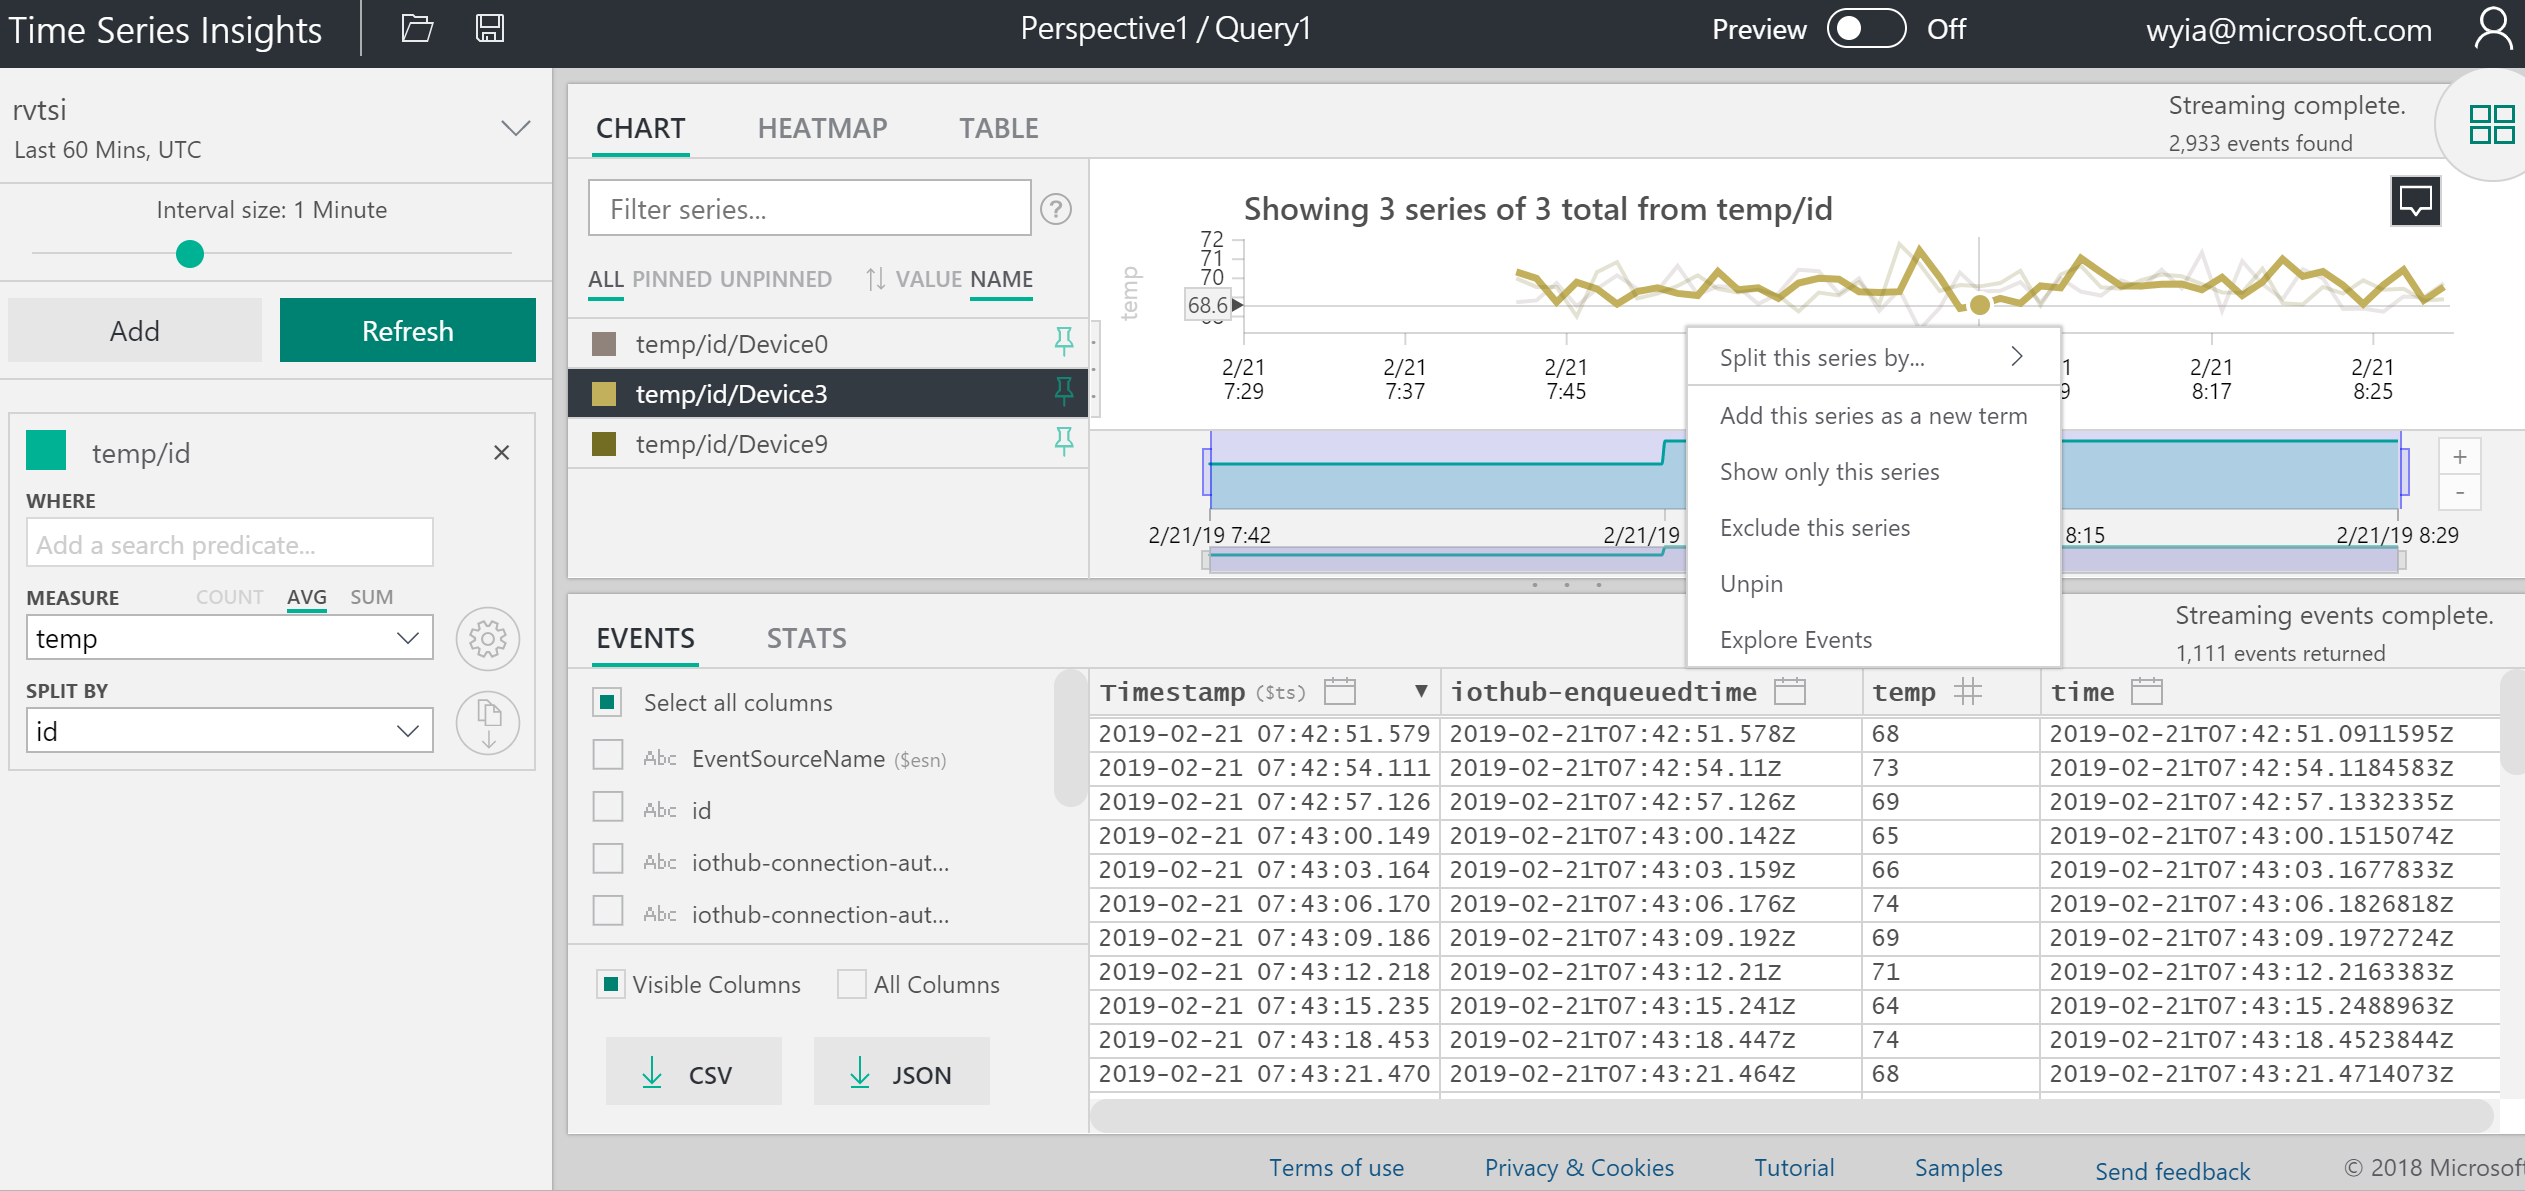 Time Series Insights
Perspective1 / Query1
Preview Off
wyia@microsoft.com
rvtsi
Last 60 Mins, UTC
Interval size: 1 Minute
Add
Refresh
temp/id
WHERE
Add a search predicate...
MEASURE COUNT AVG SUM
temp
SPLIT BY
id
CHART HEATMAP TABLE
Streaming complete.
2,933 events found
Filter series...
?
ALL PINNED UNPINNED VALUE NAME
temp/id/Device0
temp/id/Device3
temp/id/Device9
Showing 3 series of 3 total from temp/id
temp
72
71
70
68.6
2/21 7:29
2/21 7:37
2/21 7:45
2/21 8:17
2/21 8:25
2/21/19 7:42
2/21/19
8:15
2/21/19 8:29
+
-
Split this series by...
Add this series as a new term
Show only this series
Exclude this series
Unpin
Explore Events
EVENTS STATS
Streaming events complete.
1,111 events returned
Select all columns
Abc EventSourceName ($esn)
Abc id
Abc iothub-connection-aut...
Abc iothub-connection-aut...
Visible Columns All Columns
CSV JSON
Timestamp ($ts) iothub-enqueuedtime temp time
2019-02-21 07:42:51.579 2019-02-21T07:42:51.578Z 68 2019-02-21T07:42:51.0911595Z
2019-02-21 07:42:54.111 2019-02-21T07:42:54.11Z 73 2019-02-21T07:42:54.1184583Z
2019-02-21 07:42:57.126 2019-02-21T07:42:57.126Z 69 2019-02-21T07:42:57.1332335Z
2019-02-21 07:43:00.149 2019-02-21T07:43:00.142Z 65 2019-02-21T07:43:00.1515074Z
2019-02-21 07:43:03.164 2019-02-21T07:43:03.159Z 66 2019-02-21T07:43:03.1677833Z
2019-02-21 07:43:06.170 2019-02-21T07:43:06.176Z 74 2019-02-21T07:43:06.1826818Z
2019-02-21 07:43:09.186 2019-02-21T07:43:09.192Z 69 2019-02-21T07:43:09.1972724Z
2019-02-21 07:43:12.218 2019-02-21T07:43:12.21Z 71 2019-02-21T07:43:12.2163383Z
2019-02-21 07:43:15.235 2019-02-21T07:43:15.241Z 64 2019-02-21T07:43:15.2488963Z
2019-02-21 07:43:18.453 2019-02-21T07:43:18.447Z 74 2019-02-21T07:43:18.4523844Z
2019-02-21 07:43:21.470 2019-02-21T07:43:21.464Z 68 2019-02-21T07:43:21.4714073Z
Terms of use Privacy & Cookies Tutorial Samples Send feedback © 2018 Microsoft